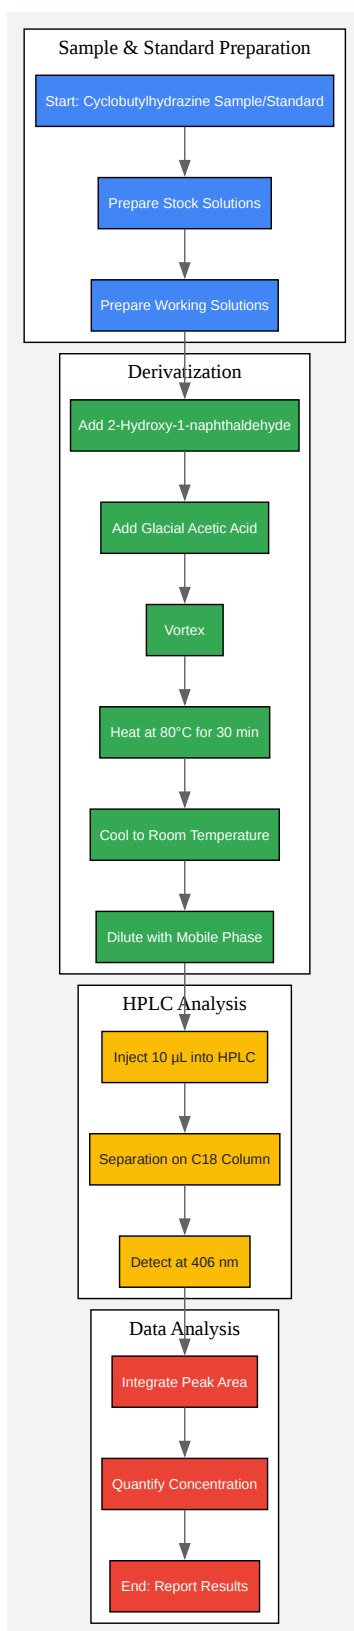 Sample & Standard Preparation
Start: Cyclobutylhydrazine Sample/Standard
Prepare Stock Solutions
Prepare Working Solutions
Derivatization
Add 2-Hydroxy-1-naphthaldehyde
Add Glacial Acetic Acid
Vortex
Heat at 80°C for 30 min
Cool to Room Temperature
Dilute with Mobile Phase
HPLC Analysis
Inject 10 µL into HPLC
Separation on C18 Column
Detect at 406 nm
Data Analysis
Integrate Peak Area
Quantify Concentration
End: Report Results